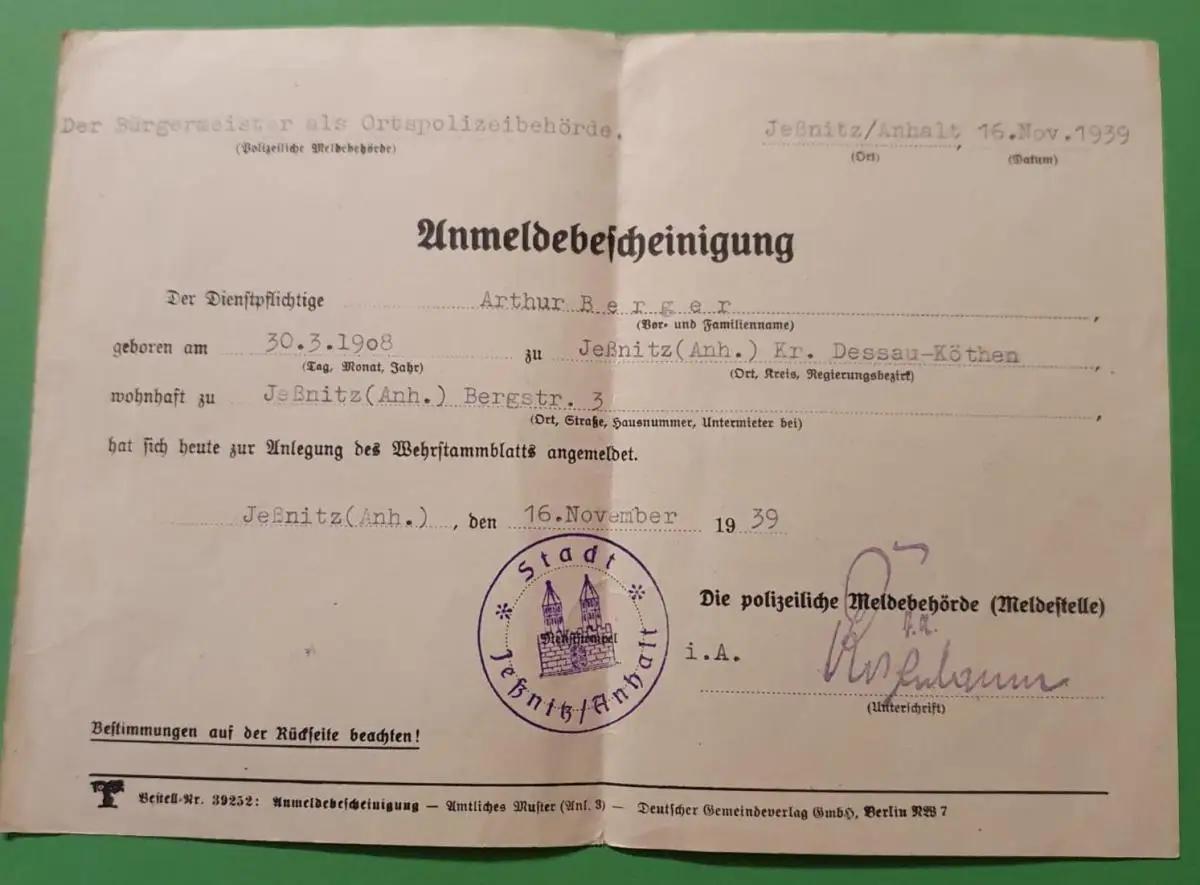 Der Bürgermeister als Ortspolizeibehörde.
(Polizeiliche Meldebehörde)
Jeßnitz/Anhalt, 16.Nov.1939
(Ort) (Datum)
Anmeldebescheinigung
Der Dienstpflichtige Arthur B e r g e r ,
(Vor- und Familienname)
geboren am 30.3.1908 zu Jeßnitz(Anh.) Kr. Dessau-Köthen ,
(Tag, Monat, Jahr) (Ort, Kreis, Regierungsbezirk)
wohnhaft zu Jeßnitz(Anh.) Bergstr. 3 ,
(Ort, Straße, Hausnummer, Untermieter bei)
hat sich heute zur Anlegung des Wehrstammblatts angemeldet.
Jeßnitz(Anh.) , den 16.November 1939
Stadt
Dienststempel
Jeßnitz/Anhalt
Die polizeiliche Meldebehörde (Meldestelle)
i.A.
(Unterschrift)
Bestimmungen auf der Rückseite beachten!
Bestell-Nr. 39252: Anmeldebescheinigung — Amtliches Muster (Anl. 3) — Deutscher Gemeindeverlag GmbH, Berlin NW 7